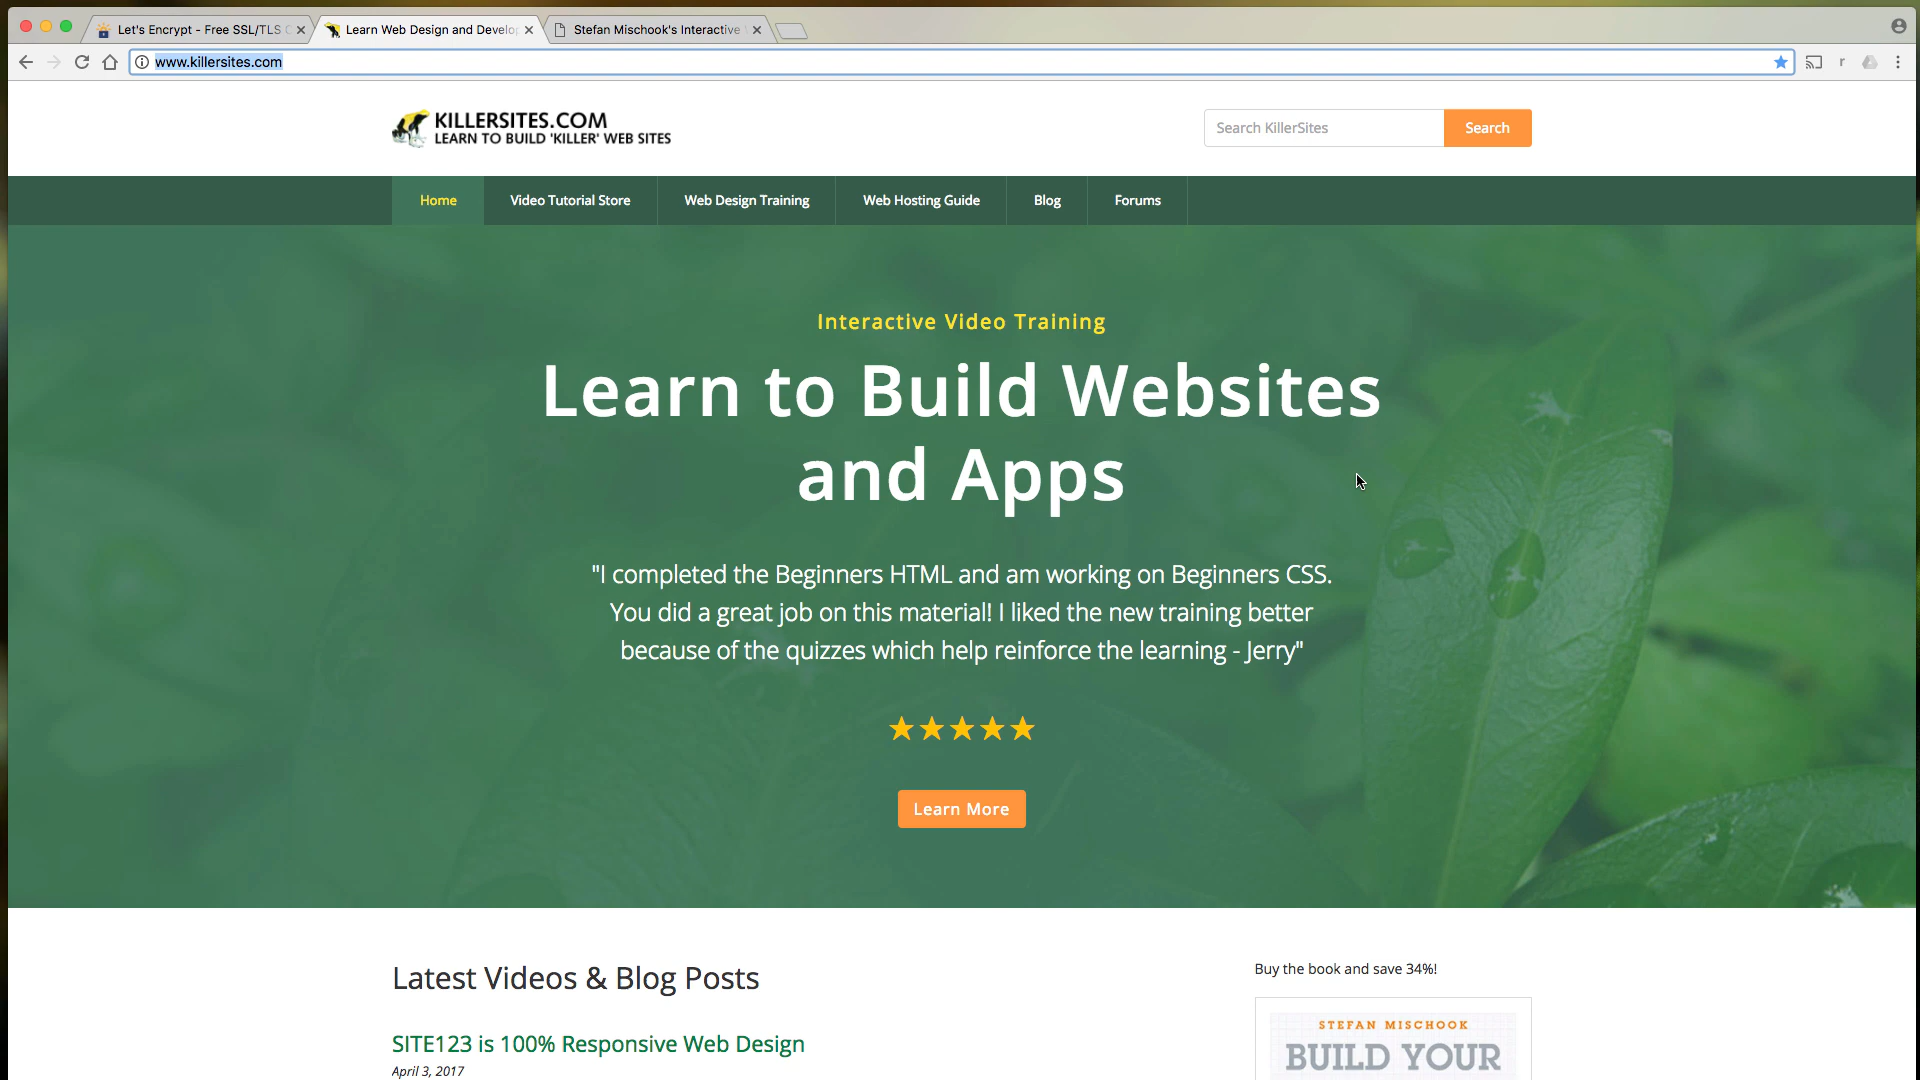 Let's Encrypt - Free SSL/TLS C
Learn Web Design and Develop
Stefan Mischook's Interactive
www.killersites.com
r
KILLERSITES.COM
LEARN TO BUILD 'KILLER' WEB SITES
Search KillerSites
Search
Home
Video Tutorial Store
Web Design Training
Web Hosting Guide
Blog
Forums
Interactive Video Training
Learn to Build Websites
and Apps
"I completed the Beginners HTML and am working on Beginners CSS.
You did a great job on this material! I liked the new training better
because of the quizzes which help reinforce the learning - Jerry"
Learn More
Latest Videos & Blog Posts
Buy the book and save 34%!
STEFAN MISCHOOK
BUILD YOUR
SITE123 is 100% Responsive Web Design
April 3, 2017